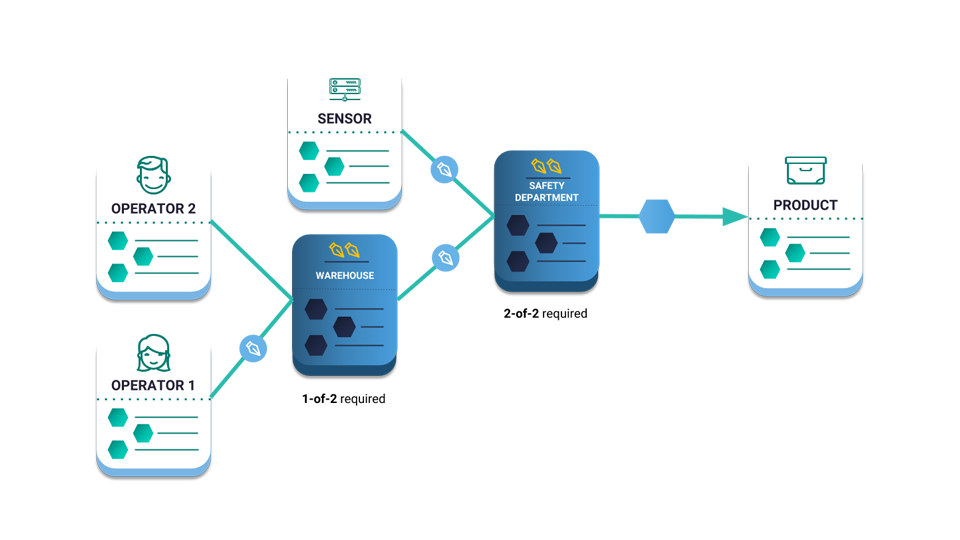 SENSOR
OPERATOR 2
SAFETY
DEPARTMENT
PRODUCT
WAREHOUSE
2-of-2 required
OPERATOR 1
1-of-2 required